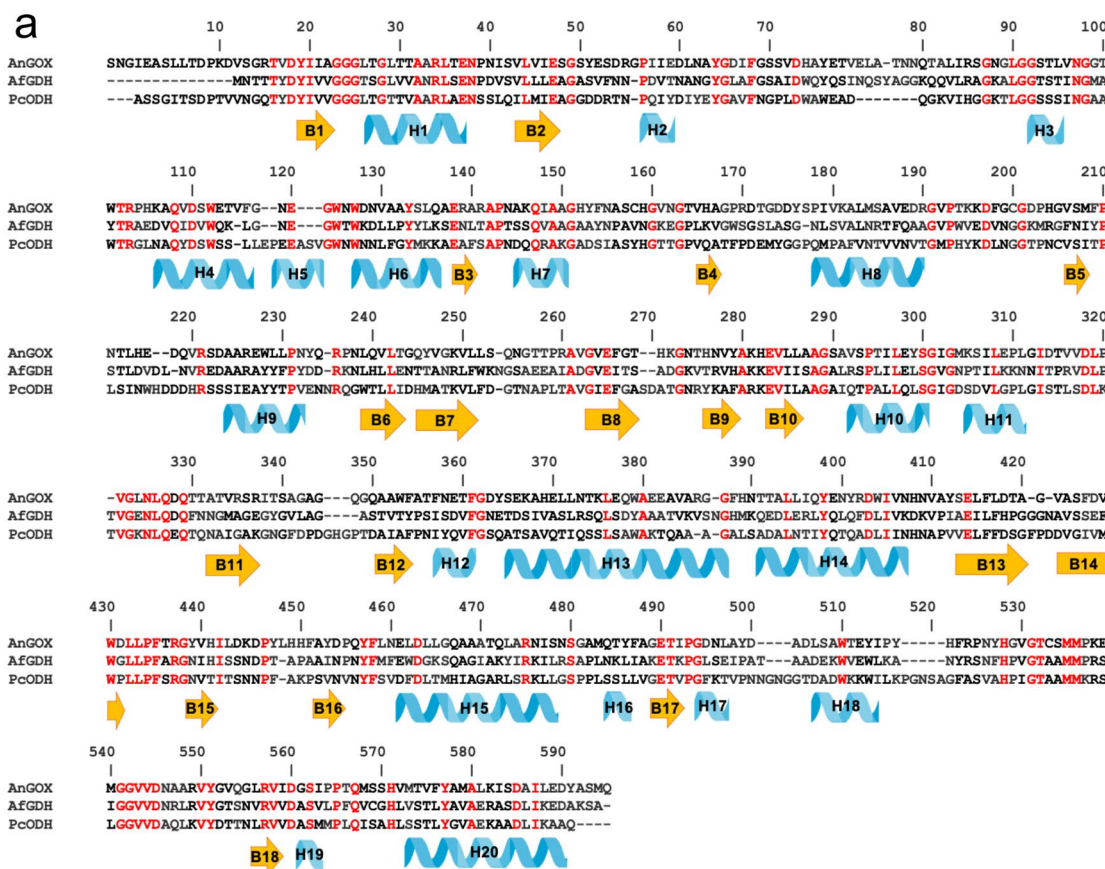 a
10 20 30 40 50 60 70 80 90 100
AnGOX SNGIEASLLTDPKDVSGRTVDYIIAGGGLTGLTTAARLTENPNISVLVIESGSYESDRGPIIEDLNAYGDIFGSSVDHAYETVELA-TNNQTALIRSGNGLGGSTLVNGGT
AfGDH --------------MNTTTYDYIVVGGGTSGLVVANRLSENPDVSVLLLEAGASVFNN-PDVTNANGYGLAFGSAIDWQYQSINQSYAGGKQQVLRAGKALGGTSTINGMA
PcODH ---ASSGITSDPTVVNGQTYDYIVVGGGLTGTTVAARLAENSSLQILMIEAGGDDRTN-PQIYDIYEYGAVFNGPLDWAWEAD--------QGKVIHGGKTLGGSSSINGAA
B1 H1 B2 H2 H3
110 120 130 140 150 160 170 180 190 200 210
AnGOX WTRPHKAQVDSWETVFG--NE---GWNWDNVAAYSLQAERARAPNAKQIAAGHYFNASCHGVNGTVHAGPRDTGDDYSPIVKALMSAVEDRGVPTKKDFGCGDPHGVSMFP
AfGDH YTRAEDVQIDVWQKL-G--NE---GWTWKDLLPYYLKSENLTAPTSSQVAAGAAYNPAVNGKEGPLKVGWSGSLASG-NLSVALNRTFQAAGVPWVEDVNGGKMRGFNIYP
PcODH WTRGLNAQYDSWSS-LLEPEEASVGWNWNNLFGYMKKAEAFSAPNDQQRAKGADSIASYHGTTGPVQATFPDEMYGGPQMPAFVNTVVNVTGMPHYKDLNGGTPNCVSITP
H4 H5 H6 B3 H7 B4 H8 B5
220 230 240 250 260 270 280 290 300 310 320
AnGOX NTLHE--DQVRSDAAREWLLPNYQ-RPNLQVLTGQYVGKVLLS-QNGTTPRAVGVEFGT--HKGNTHNVYAKHEVLLAAGSAVSPTILEYSGIGMKSILEPLGIDTVVDLP
AfGDH STLDVDL-NVREDAARAYYFPYDD-RKNLHLLENTTANRLFWKNGSAEEAIADGVEITS--ADGKVTRVHAKKEVIISAGALRSPLILELSGVGNPTILKKNNITPRVDLP
PcODH LSINWHDDDHRSSSIEAYYTPTVENNRQGWTLLIDHMATKVLFD-GTNAPLTAVGIEFGASDATGNRYKAFARKEVILAAGAIQTPALLQLSGIGDSDVLGPLGISTLSDLK
H9 B6 B7 B8 B9 B10 H10 H11
330 340 350 360 370 380 390 400 410 420
AnGOX -VGLNLQDQTTATVRSRITSAGAG---QGQAAWFATFNETFGDYSEKAHELLNTKLEQWAEEAVARG-GFHNTTALLIQYENYRDWIVNHNVAYSELFLDTA-G-VASFDV
AfGDH TVGENLQDQFNNGMAGEGYGVLAG-----ASTVTYPSISDVFGNETDSIVASLRSQLSDYAAATVKVSNGHMKQEDLERLYQLQFDLIVKDKVPIAEILFHPGGGNAVSSEF
PcODH TVGKNLQEQTQNAIGAKGNGFDPDGHGPTDAIAFPNIYQVFGSQATSAVQTIQSSLSAWAKTQAA-A-GALSADALNTIYQTQADLIINHNAPVVELFFDSGFPDDVGIVM
B11 B12 H12 H13 H14 B13 B14
430 440 450 460 470 480 490 500 510 520 530
AnGOX WDLLPFTRGYVHILDKDPYLHHFAYDPQYFLNELDLLGQAAATQLARNISNSGAMQTYFAGETIPGDNLAYD----ADLSAWTEYIPY-----HFRPNYHGVGTCSMMPKE
AfGDH WGLLPFARGNIHISSNDPT-APAAINPNYFMFEWDGKSQAGIAKYIRKILRSAPLNKLIAKETKPGLSEIPAT----AADEKWVEWLKA-----NYRSNFHPVGTAAMMPRS
PcODH WPLLPFSRGNVTITSNNPF-AKPSVNVNYFSVDFDLTMHIAGARLSRKLLGSPPLSSLLVGETVPGFKTVPNNGNGGTDADWKKWILKPGNSAGFASVAHPIGTAAMMKRS
B15 B16 H15 H16 B17 H17 H18
540 550 560 570 580 590
AnGOX MGGVVDNAARVYGVQGLRVIDGSIPPTQMSSHVMTVFYAMALKISDAILEDYASMQ
AfGDH IGGVVDNRLRVYGTSNVRVVDASVLPFQVCGHLVSTLYAVAERASDLIKEDAKSA-
PcODH LGGVVDAQLKVYDTTNLRVVDASMMPLQISAHLSSTLYGVAEKAADLIKAAQ----
B18 H19 H20